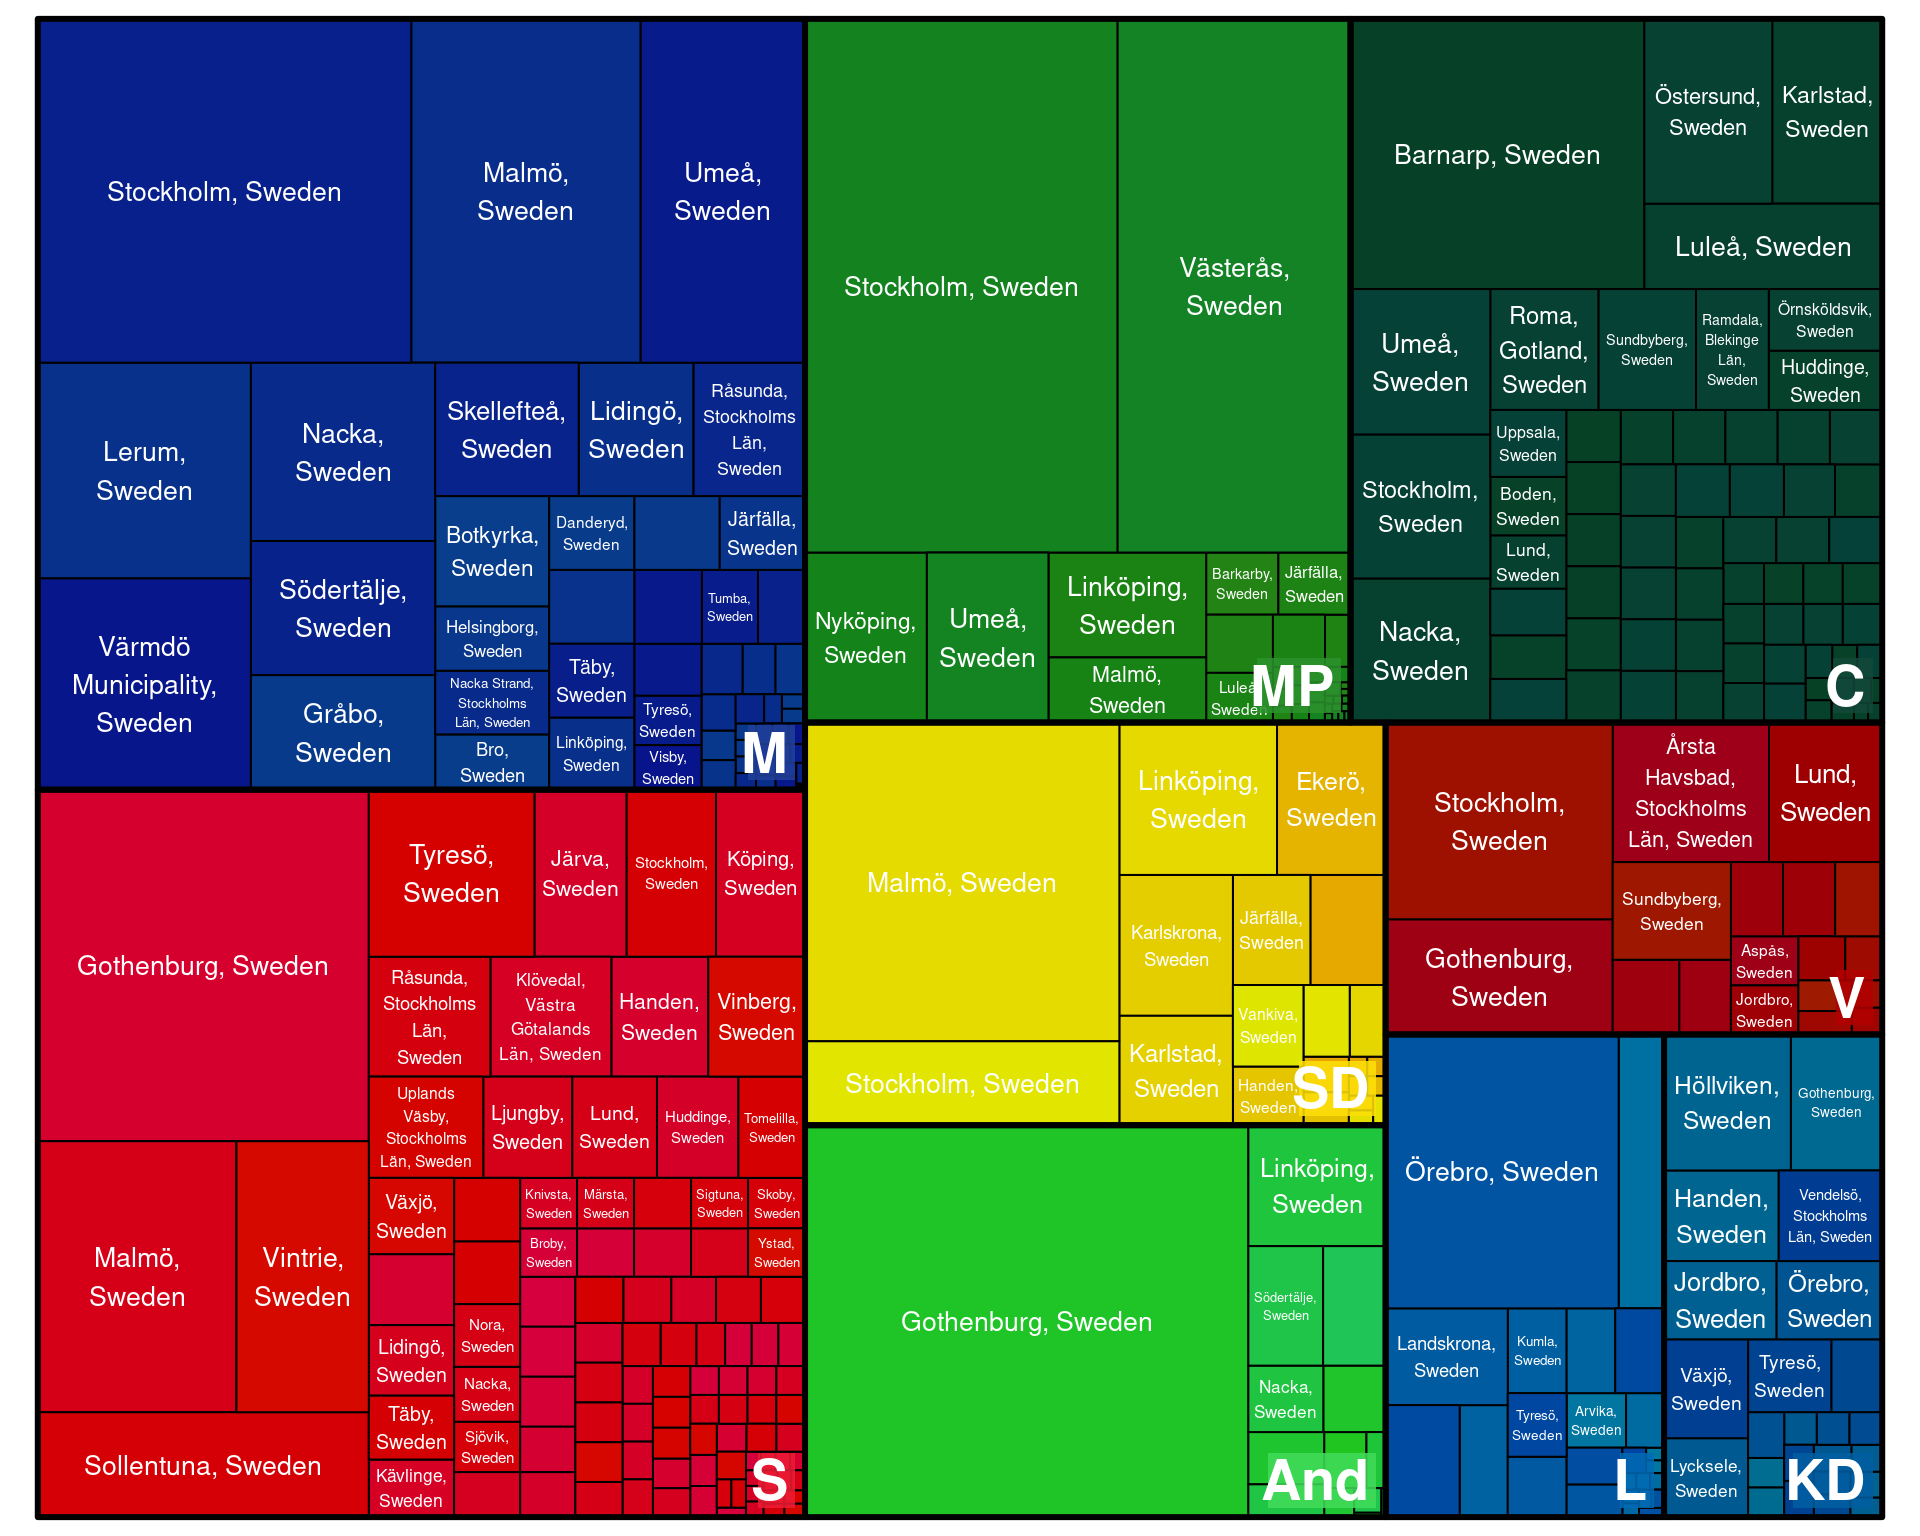 Stockholm, Sweden
Malmö,
Sweden
Umeå,
Sweden
Lerum,
Sweden
Nacka,
Sweden
Skellefteå,
Sweden
Lidingö,
Sweden
Råsunda,
Stockholms
Län,
Sweden
Värmdö
Municipality,
Sweden
Södertälje,
Sweden
Gråbo,
Sweden
Botkyrka,
Sweden
Danderyd,
Sweden
Järfälla,
Sweden
Helsingborg,
Sweden
Nacka Strand,
Stockholms
Län, Sweden
Bro,
Sweden
Tumba,
Sweden
Täby,
Sweden
Linköping,
Sweden
Tyresö,
Sweden
Visby,
Sweden
M
Stockholm, Sweden
Västerås,
Sweden
Nyköping,
Sweden
Umeå,
Sweden
Linköping,
Sweden
Malmö,
Sweden
Barkarby,
Sweden
Järfälla,
Sweden
Luleå,
Sweden
MP
Barnarp, Sweden
Östersund,
Sweden
Karlstad,
Sweden
Luleå, Sweden
Umeå,
Sweden
Roma,
Gotland,
Sweden
Sundbyberg,
Sweden
Ramdala,
Blekinge
Län,
Sweden
Örnsköldsvik,
Sweden
Huddinge,
Sweden
Stockholm,
Sweden
Nacka,
Sweden
Uppsala,
Sweden
Boden,
Sweden
Lund,
Sweden
C
Gothenburg, Sweden
Tyresö,
Sweden
Järva,
Sweden
Stockholm,
Sweden
Köping,
Sweden
Råsunda,
Stockholms
Län,
Sweden
Klövedal,
Västra
Götalands
Län, Sweden
Handen,
Sweden
Vinberg,
Sweden
Uplands
Väsby,
Stockholms
Län, Sweden
Ljungby,
Sweden
Lund,
Sweden
Huddinge,
Sweden
Tomelilla,
Sweden
Malmö,
Sweden
Vintrie,
Sweden
Sollentuna, Sweden
Växjö,
Sweden
Knivsta,
Sweden
Märsta,
Sweden
Sigtuna,
Sweden
Skoby,
Sweden
Broby,
Sweden
Ystad,
Sweden
Lidingö,
Sweden
Nora,
Sweden
Nacka,
Sweden
Täby,
Sweden
Sjövik,
Sweden
Kävlinge,
Sweden
S
Malmö, Sweden
Linköping,
Sweden
Ekerö,
Sweden
Karlskrona,
Sweden
Järfälla,
Sweden
Stockholm, Sweden
Karlstad,
Sweden
Vankiva,
Sweden
Handen,
Sweden
SD
Gothenburg, Sweden
Linköping,
Sweden
Södertälje,
Sweden
Nacka,
Sweden
And
Stockholm,
Sweden
Årsta
Havsbad,
Stockholms
Län, Sweden
Lund,
Sweden
Gothenburg,
Sweden
Sundbyberg,
Sweden
Aspås,
Sweden
Jordbro,
Sweden
V
Örebro, Sweden
Landskrona,
Sweden
Kumla,
Sweden
Tyresö,
Sweden
Arvika,
Sweden
L
Höllviken,
Sweden
Gothenburg,
Sweden
Handen,
Sweden
Vendelsö,
Stockholms
Län, Sweden
Jordbro,
Sweden
Örebro,
Sweden
Växjö,
Sweden
Tyresö,
Sweden
Lycksele,
Sweden
KD